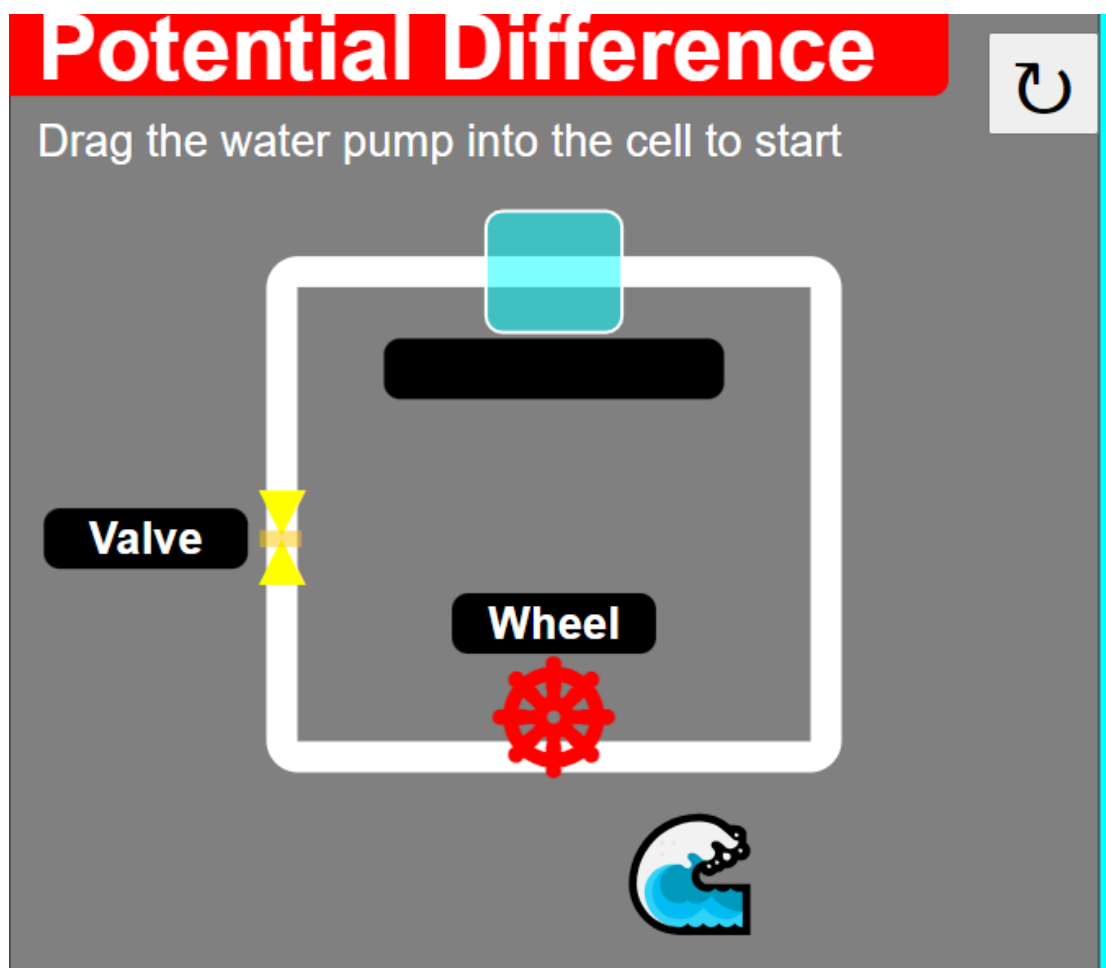 Potential Difference
Drag the water pump into the cell to start
Valve
Wheel